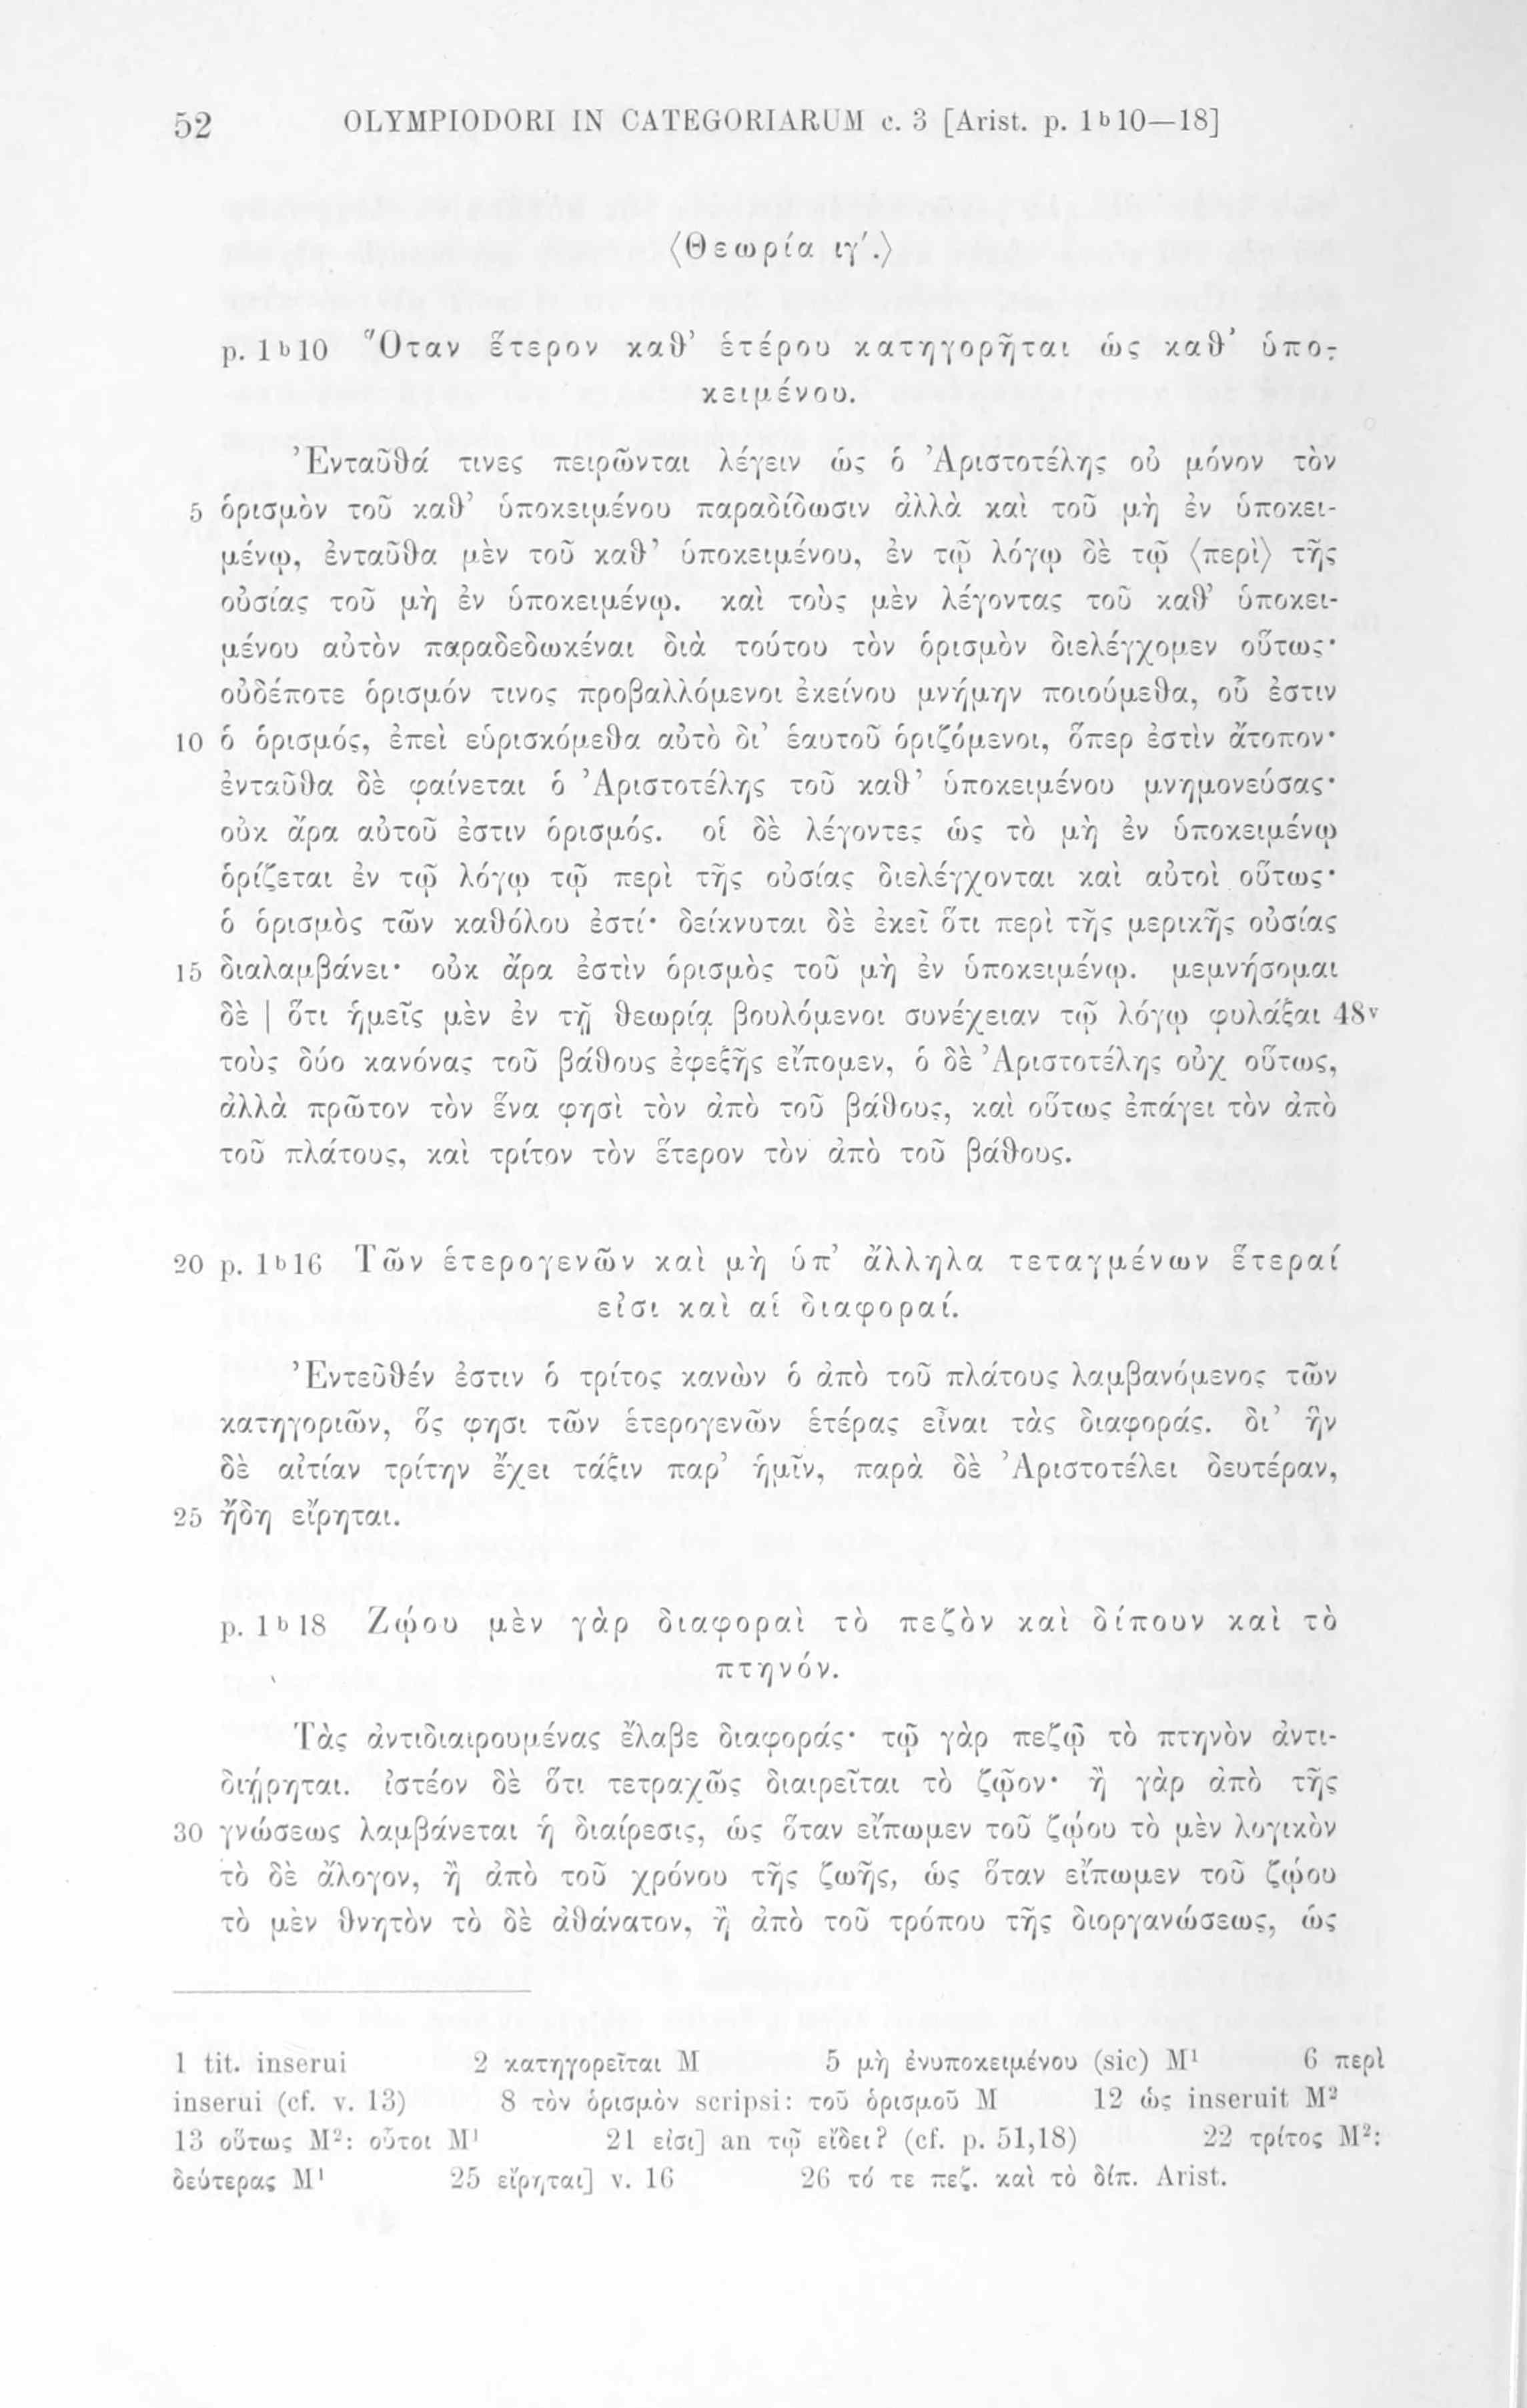 52 OLYMPIODORI IN CATEGORIARUM c. 3 [Arist. p. 1ᵇ10—18]
⟨Θεωρία ιγ΄.⟩
p. 1ᵇ10 Ὅταν ἕτερον καθ’ ἑτέρου κατηγορῆται ὡς καθ’ ὑπο-
κειμένου.
Ἐνταῦθά τινες πειρῶνται λέγειν ὡς ὁ Ἀριστοτέλης οὐ μόνον τὸν
5 ὁρισμὸν τοῦ καθ’ ὑποκειμένου παραδίδωσιν ἀλλὰ καὶ τοῦ μὴ ἐν ὑποκει-
μένῳ, ἐνταῦθα μὲν τοῦ καθ’ ὑποκειμένου, ἐν τῷ λόγῳ δὲ τῷ ⟨περὶ⟩ τῆς
οὐσίας τοῦ μὴ ἐν ὑποκειμένῳ. καὶ τοὺς μὲν λέγοντας τοῦ καθ’ ὑποκει-
μένου αὐτὸν παραδεδωκέναι διὰ τούτου τὸν ὁρισμὸν διελέγχομεν οὕτως·
οὐδέποτε ὁρισμόν τινος προβαλλόμενοι ἐκείνου μνήμην ποιούμεθα, οὗ ἐστιν
10 ὁ ὁρισμός, ἐπεὶ εὑρισκόμεθα αὐτὸ δι’ ἑαυτοῦ ὁριζόμενοι, ὅπερ ἐστὶν ἄτοπον·
ἐνταῦθα δὲ φαίνεται ὁ Ἀριστοτέλης τοῦ καθ’ ὑποκειμένου μνημονεύσας·
οὐκ ἄρα αὐτοῦ ἐστιν ὁρισμός. οἱ δὲ λέγοντες ὡς τὸ μὴ ἐν ὑποκειμένῳ
ὁρίζεται ἐν τῷ λόγῳ τῷ περὶ τῆς οὐσίας διελέγχονται καὶ αὐτοὶ οὕτως·
ὁ ὁρισμὸς τῶν καθόλου ἐστί· δείκνυται δὲ ἐκεῖ ὅτι περὶ τῆς μερικῆς οὐσίας
15 διαλαμβάνει· οὐκ ἄρα ἐστὶν ὁρισμὸς τοῦ μὴ ἐν ὑποκειμένῳ. μεμνήσομαι
δὲ | ὅτι ἡμεῖς μὲν ἐν τῇ θεωρίᾳ βουλόμενοι συνέχειαν τῷ λόγῳ φυλάξαι 48ᵛ
τοὺς δύο κανόνας τοῦ βάθους ἐφεξῆς εἴπομεν, ὁ δὲ Ἀριστοτέλης οὐχ οὕτως,
ἀλλὰ πρῶτον τὸν ἕνα φησὶ τὸν ἀπὸ τοῦ βάθους, καὶ οὕτως ἐπάγει τὸν ἀπὸ
τοῦ πλάτους, καὶ τρίτον τὸν ἕτερον τὸν ἀπὸ τοῦ βάθους.
20 p. 1ᵇ16 Τῶν ἑτερογενῶν καὶ μὴ ὑπ’ ἄλληλα τεταγμένων ἕτεραί
εἰσι καὶ αἱ διαφοραί.
Ἐντεῦθέν ἐστιν ὁ τρίτος κανὼν ὁ ἀπὸ τοῦ πλάτους λαμβανόμενος τῶν
κατηγοριῶν, ὅς φησι τῶν ἑτερογενῶν ἑτέρας εἶναι τὰς διαφοράς. δι’ ἣν
δὲ αἰτίαν τρίτην ἔχει τάξιν παρ’ ἡμῖν, παρὰ δὲ Ἀριστοτέλει δευτέραν,
25 ἤδη εἴρηται.
p. 1ᵇ18 Ζῴου μὲν γὰρ διαφοραὶ τὸ πεζὸν καὶ δίπουν καὶ τὸ
πτηνόν.
Τὰς ἀντιδιαιρουμένας ἔλαβε διαφοράς· τῷ γὰρ πεζῷ τὸ πτηνὸν ἀντι-
διῄρηται. ἰστέον δὲ ὅτι τετραχῶς διαιρεῖται τὸ ζῷον· ἢ γὰρ ἀπὸ τῆς
30 γνώσεως λαμβάνεται ἡ διαίρεσις, ὡς ὅταν εἴπωμεν τοῦ ζῴου τὸ μὲν λογικὸν
τὸ δὲ ἄλογον, ἢ ἀπὸ τοῦ χρόνου τῆς ζωῆς, ὡς ὅταν εἴπωμεν τοῦ ζῴου
τὸ μὲν θνητὸν τὸ δὲ ἀθάνατον, ἢ ἀπὸ τοῦ τρόπου τῆς διοργανώσεως, ὡς
1 tit. inserui 2 κατηγορεῖται M 5 μὴ ἐνυποκειμένου (sic) M¹ 6 περὶ
inserui (cf. v. 13) 8 τὸν ὁρισμὸν scripsi: τοῦ ὁρισμοῦ M 12 ὡς inseruit M²
13 οὕτως M²: οὗτοι M¹ 21 εἰσι] an τῷ εἴδει? (cf. p. 51,18) 22 τρίτος M²:
δεύτερας M¹ 25 εἴρηται] v. 16 26 τό τε πεζ. καὶ τὸ δίπ. Arist.